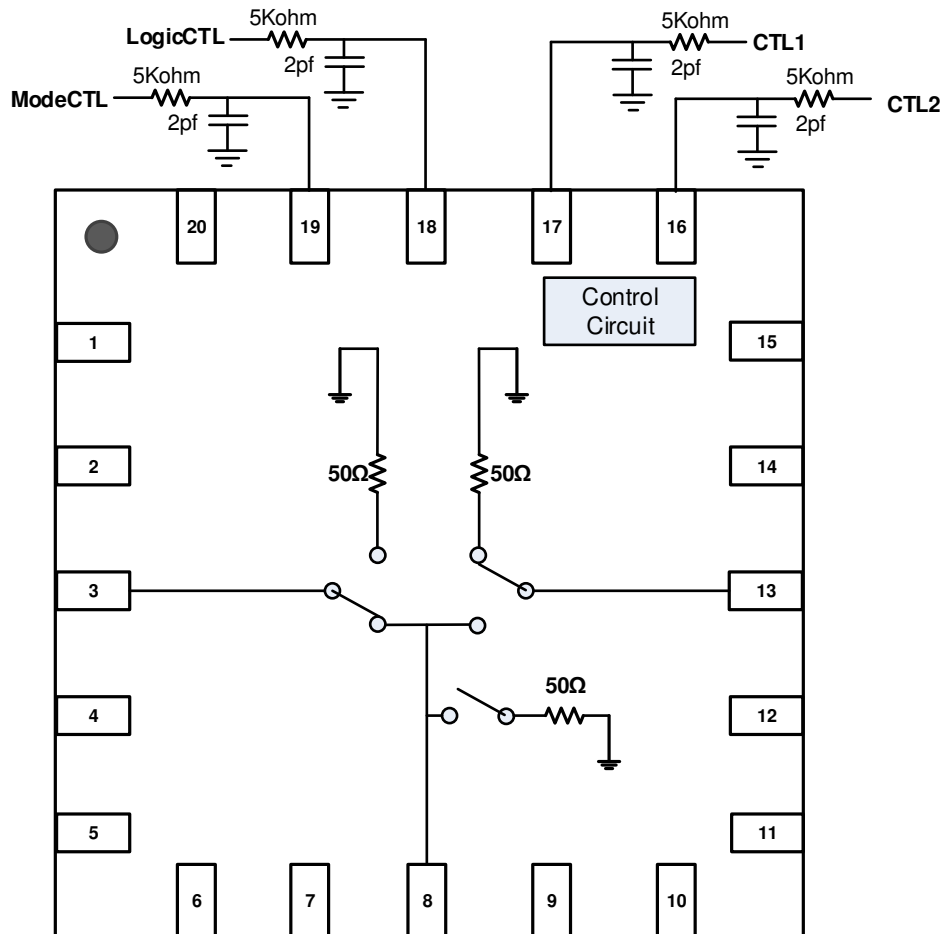 5Kohm
LogicCTL
2pf
5Kohm
CTL1
2pf
5Kohm
ModeCTL
2pf
5Kohm
CTL2
2pf
20
19
18
17
16
Control
Circuit
1
15
2
50Ω
50Ω
14
3
13
4
50Ω
12
5
11
6
7
8
9
10